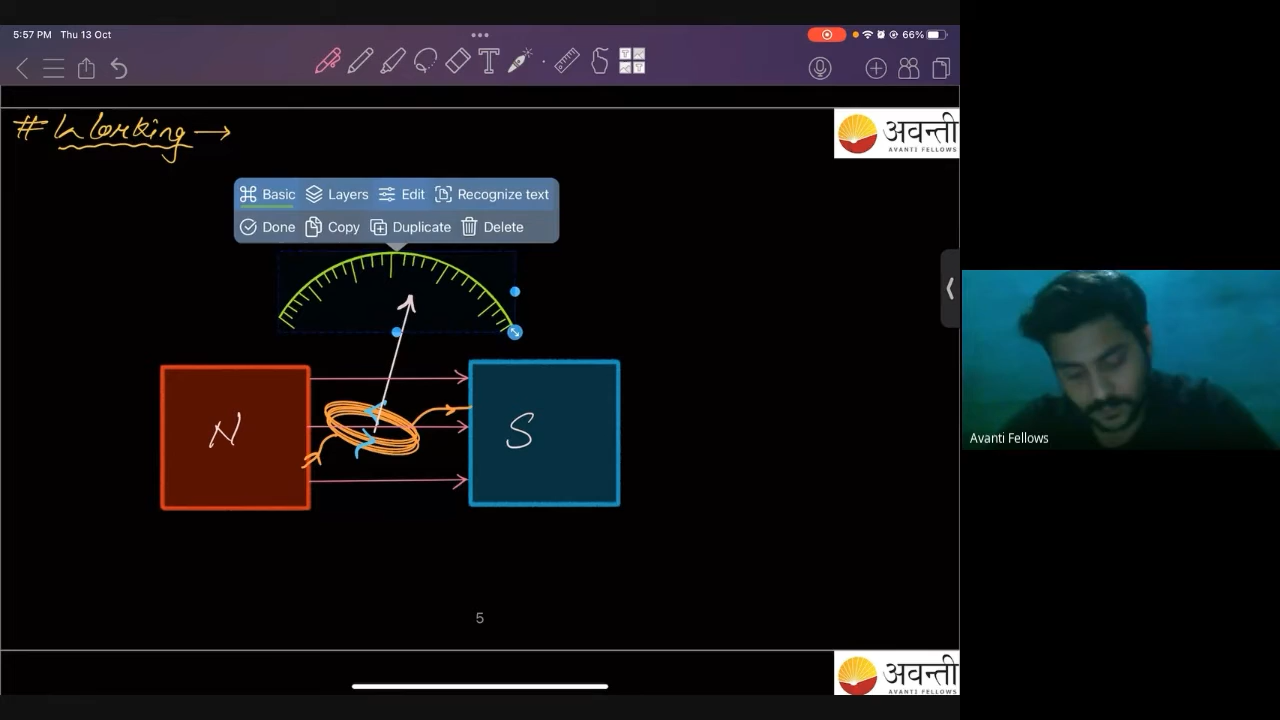 5:57 PM Thu 13 Oct
66%
# Working →
अवन्ती
AVANTI FELLOWS
Basic Layers Edit Recognize text
Done Copy Duplicate Delete
N
S
Avanti Fellows
5
अवन्ती
AVANTI FELLOWS